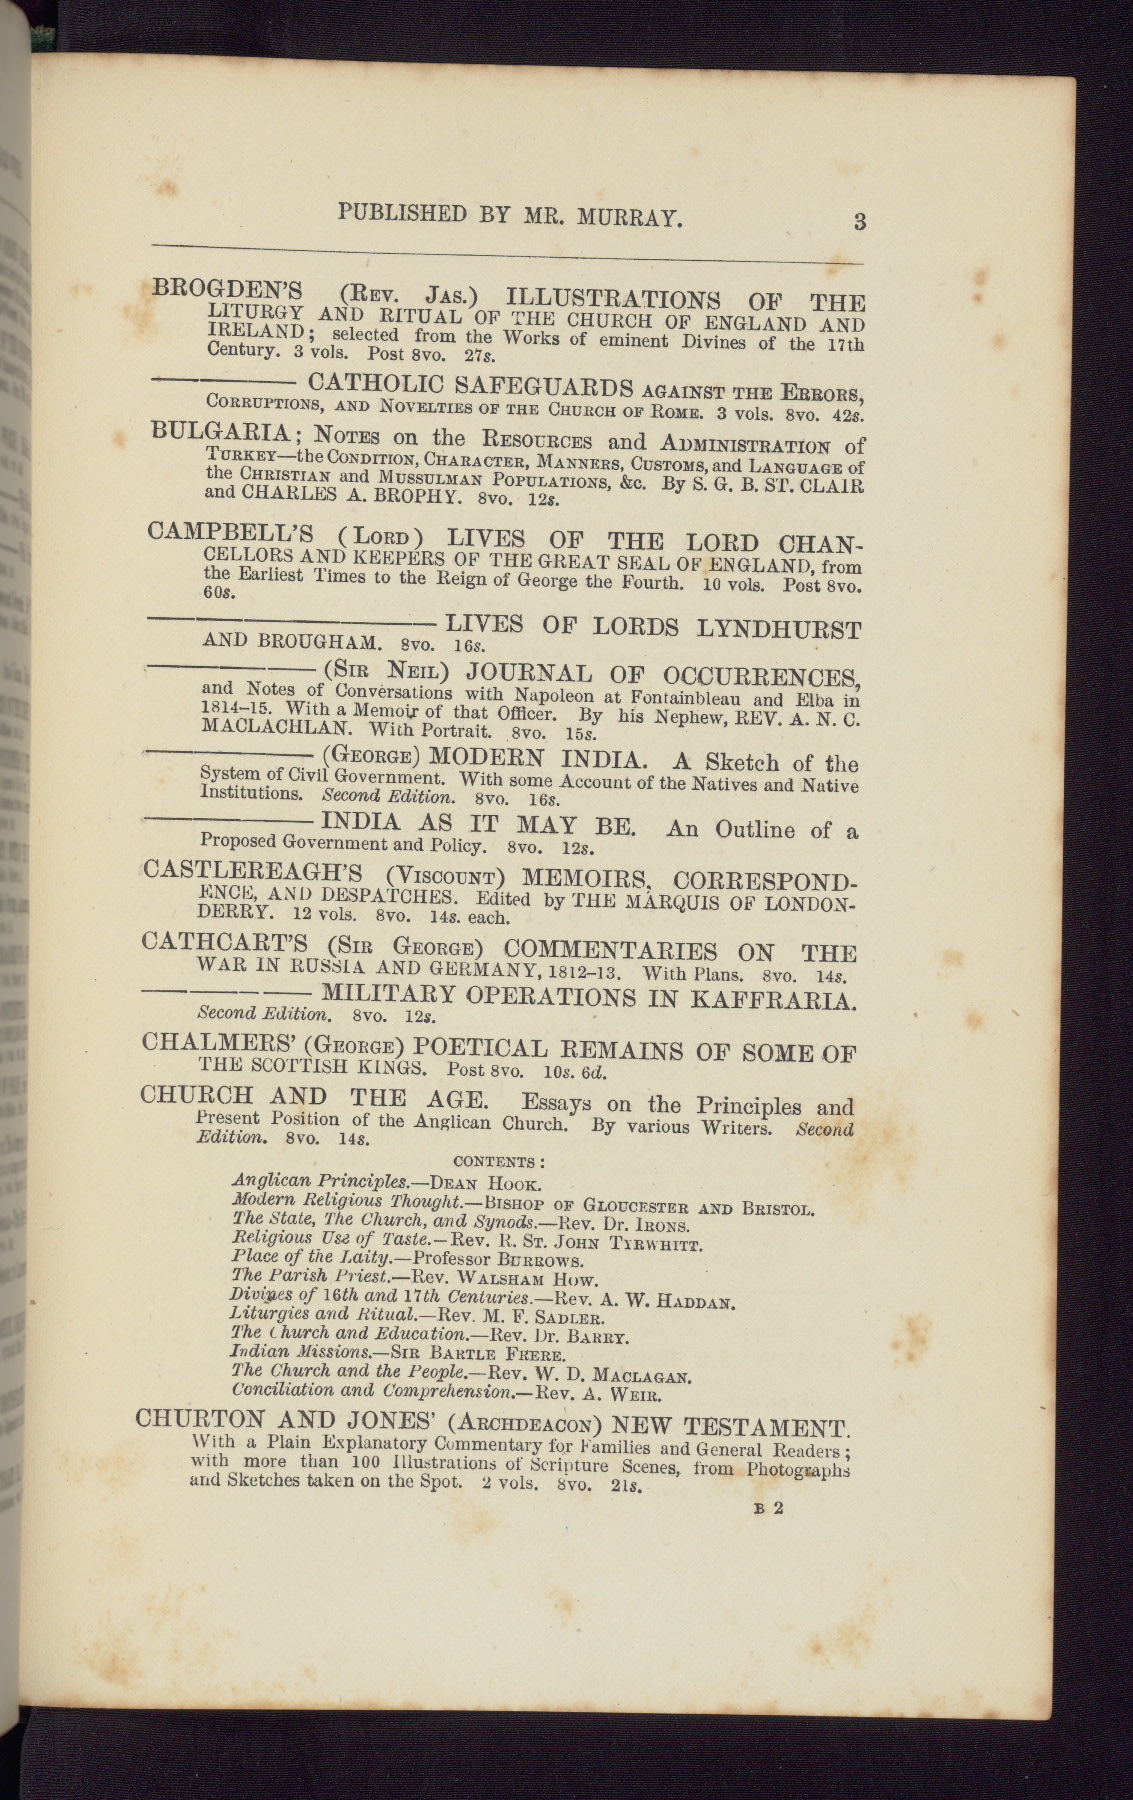 PUBLISHED BY MR. MURRAY. 3
BROGDEN'S (Rev. Jas.) ILLUSTRATIONS OF THE
LITURGY AND RITUAL OF THE CHURCH OF ENGLAND AND
IRELAND; selected from the Works of eminent Divines of the 17th
Century. 3 vols. Post 8vo. 27s.
———— CATHOLIC SAFEGUARDS against the Errors,
Corruptions, and Novelties of the Church of Rome. 3 vols. 8vo. 42s.
BULGARIA; Notes on the Resources and Administration of
Turkey—the Condition, Character, Manners, Customs, and Language of
the Christian and Mussulman Populations, &c. By S. G. B. ST. CLAIR
and CHARLES A. BROPHY. 8vo. 12s.
CAMPBELL'S (Lord) LIVES OF THE LORD CHAN-
CELLORS AND KEEPERS OF THE GREAT SEAL OF ENGLAND, from
the Earliest Times to the Reign of George the Fourth. 10 vols. Post 8vo.
60s.
———————— LIVES OF LORDS LYNDHURST
AND BROUGHAM. 8vo. 16s.
————— (Sir Neil) JOURNAL OF OCCURRENCES,
and Notes of Conversations with Napoleon at Fontainbleau and Elba in
1814–15. With a Memoir of that Officer. By his Nephew, REV. A. N. C.
MACLACHLAN. With Portrait. 8vo. 15s.
————— (George) MODERN INDIA. A Sketch of the
System of Civil Government. With some Account of the Natives and Native
Institutions. Second Edition. 8vo. 16s.
————— INDIA AS IT MAY BE. An Outline of a
Proposed Government and Policy. 8vo. 12s.
CASTLEREAGH'S (Viscount) MEMOIRS, CORRESPOND-
ENCE, AND DESPATCHES. Edited by THE MARQUIS OF LONDON-
DERRY. 12 vols. 8vo. 14s. each.
CATHCART'S (Sir George) COMMENTARIES ON THE
WAR IN RUSSIA AND GERMANY, 1812–13. With Plans. 8vo. 14s.
————— MILITARY OPERATIONS IN KAFFRARIA.
Second Edition. 8vo. 12s.
CHALMERS' (George) POETICAL REMAINS OF SOME OF
THE SCOTTISH KINGS. Post 8vo. 10s. 6d.
CHURCH AND THE AGE. Essays on the Principles and
Present Position of the Anglican Church. By various Writers. Second
Edition. 8vo. 14s.
CONTENTS:
Anglican Principles.—Dean Hook.
Modern Religious Thought.—Bishop of Gloucester and Bristol.
The State, The Church, and Synods.—Rev. Dr. Irons.
Religious Use of Taste.—Rev. R. St. John Tyrwhitt.
Place of the Laity.—Professor Burrows.
The Parish Priest.—Rev. Walsham How.
Divines of 16th and 17th Centuries.—Rev. A. W. Haddan.
Liturgies and Ritual.—Rev. M. F. Sadler.
The Church and Education.—Rev. Dr. Barry.
Indian Missions.—Sir Bartle Frere.
The Church and the People.—Rev. W. D. Maclagan.
Conciliation and Comprehension.—Rev. A. Weir.
CHURTON AND JONES' (Archdeacon) NEW TESTAMENT.
With a Plain Explanatory Commentary for Families and General Readers;
with more than 100 Illustrations of Scripture Scenes, from Photographs
and Sketches taken on the Spot. 2 vols. 8vo. 21s.
B 2